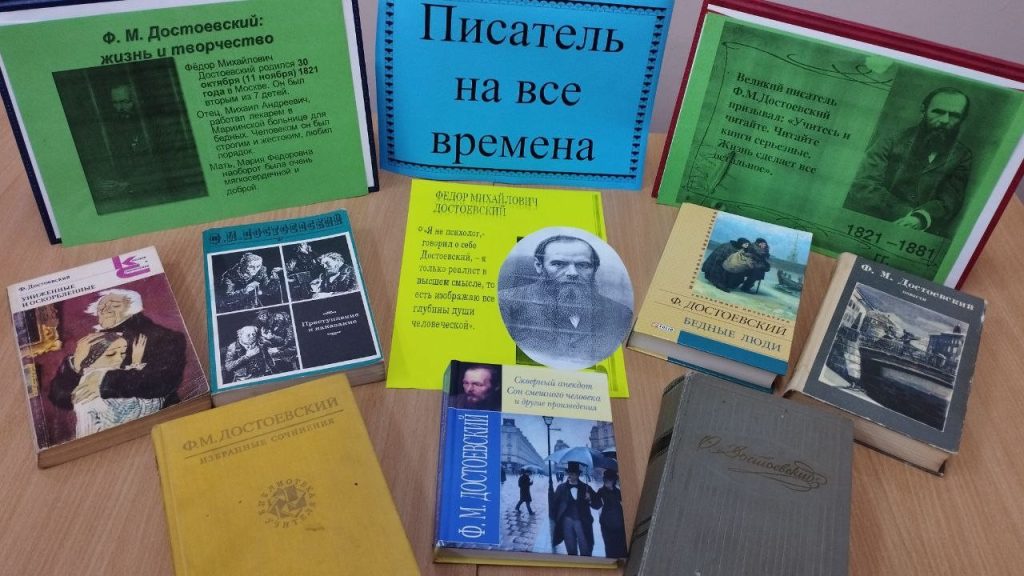 Ф. М. Достоевский:
жизнь и творчество
Фёдор Михайлович
Достоевский родился 30
октября (11 ноября) 1821
года в Москве. Он был
вторым из 7 детей.
Отец, Михаил Андреевич,
работал лекарем в
Мариинской больнице для
бедных. Человеком он был
строгим и жестоким, любил
порядок.
Мать, Мария Федоровна
наоборот была очень
мягкосердечной и
доброй.
Писатель
на все
времена
Великий писатель
Ф.М.Достоевский
призывал: «Учитесь и
читайте. Читайте
книги серьезные.
Жизнь сделает все
остальное».
1821 –1881
гг.
ФЕДОР МИХАЙЛОВИЧ
ДОСТОЕВСКИЙ
«Я не психолог,-
говорил о себе
Достоевский, – я
только реалист в
высшем смысле, то
есть изображаю все
глубины души
человеческой».
Ф. Достоевский
УНИЖЕННЫЕ
И ОСКОРБЛЕННЫЕ
Ф. М. ДОСТОЕВСКИЙ
Преступление
и наказание
Ф. ДОСТОЕВСКИЙ
БЕДНЫЕ ЛЮДИ
Ф. М. Достоевский
повести
Ф.М. ДОСТОЕВСКИЙ
ИЗБРАННЫЕ СОЧИНЕНИЯ
БИБЛИОТЕКА УЧИТЕЛЯ
Скверный анекдот
Сон смешного человека
и другие произведения
Ф. М. ДОСТОЕВСКИЙ
Ф. Достоевский